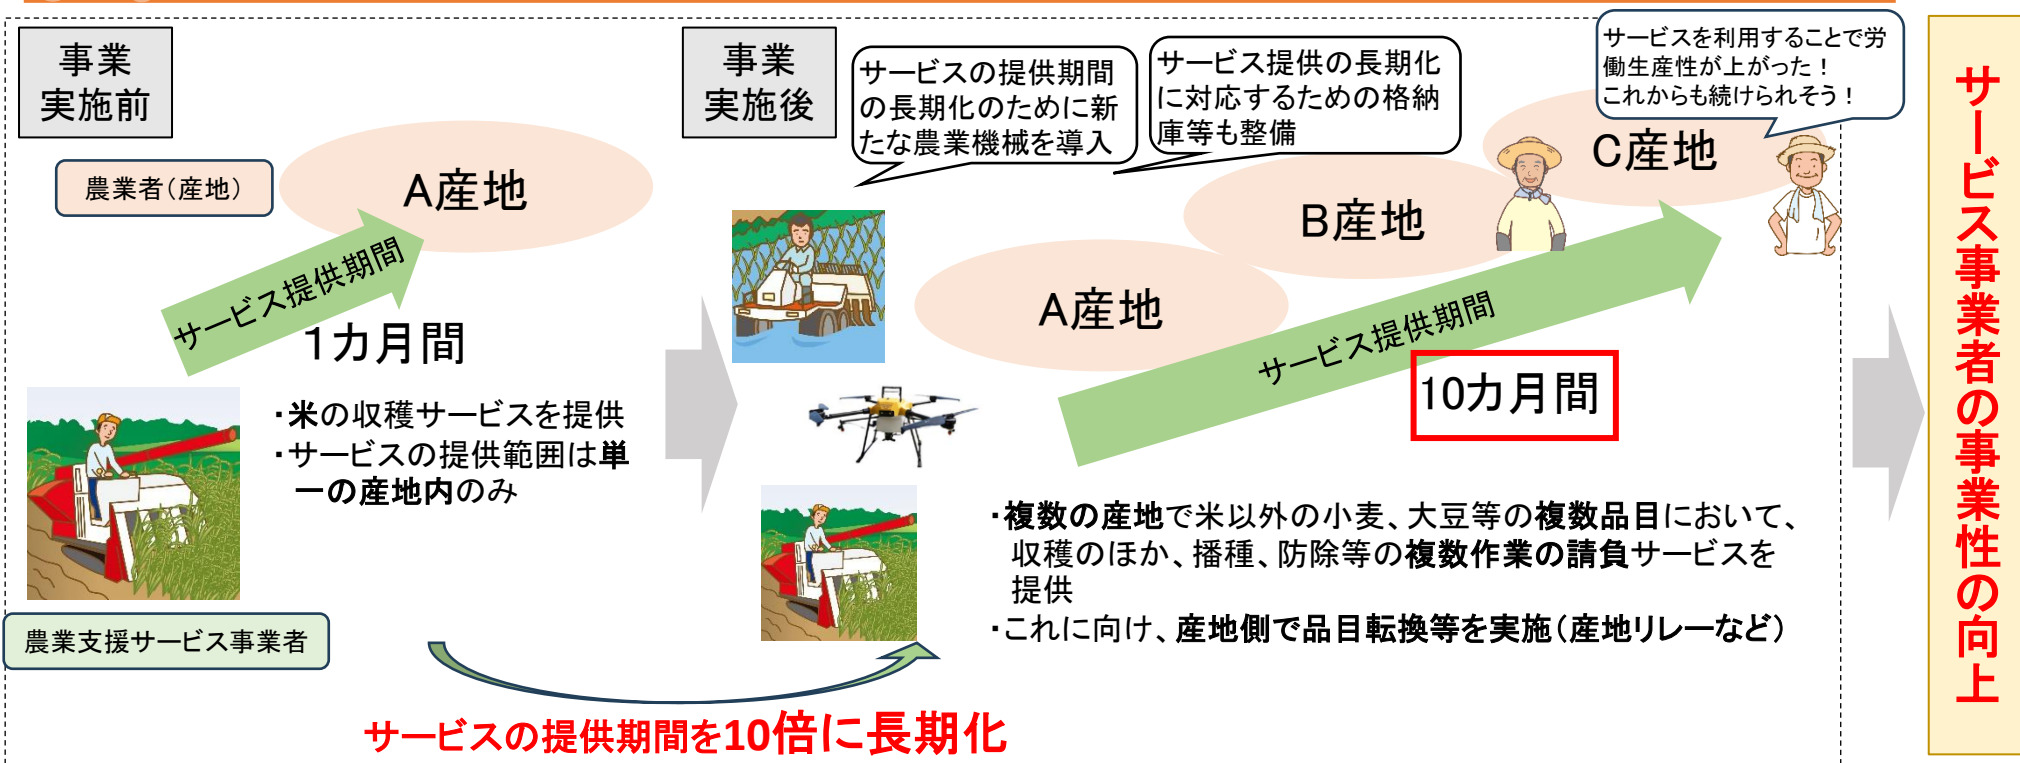 事業
実施前
農業者（産地）
A産地
サービス提供期間
1カ月間
・米の収穫サービスを提供
・サービスの提供範囲は単
一の産地内のみ
農業支援サービス事業者
事業
実施後
サービスの提供期間
の長期化のために新
たな農業機械を導入
サービス提供の長期化
に対応するための格納
庫等も整備
サービスを利用することで労
働生産性が上がった！
これからも続けられそう！
A産地
B産地
C産地
サービス提供期間
10カ月間
・複数の産地で米以外の小麦、大豆等の複数品目において、
収穫のほか、播種、防除等の複数作業の請負サービスを
提供
・これに向け、産地側で品目転換等を実施（産地リレーなど）
サービスの提供期間を10倍に長期化
サービス事業者の事業性の向上